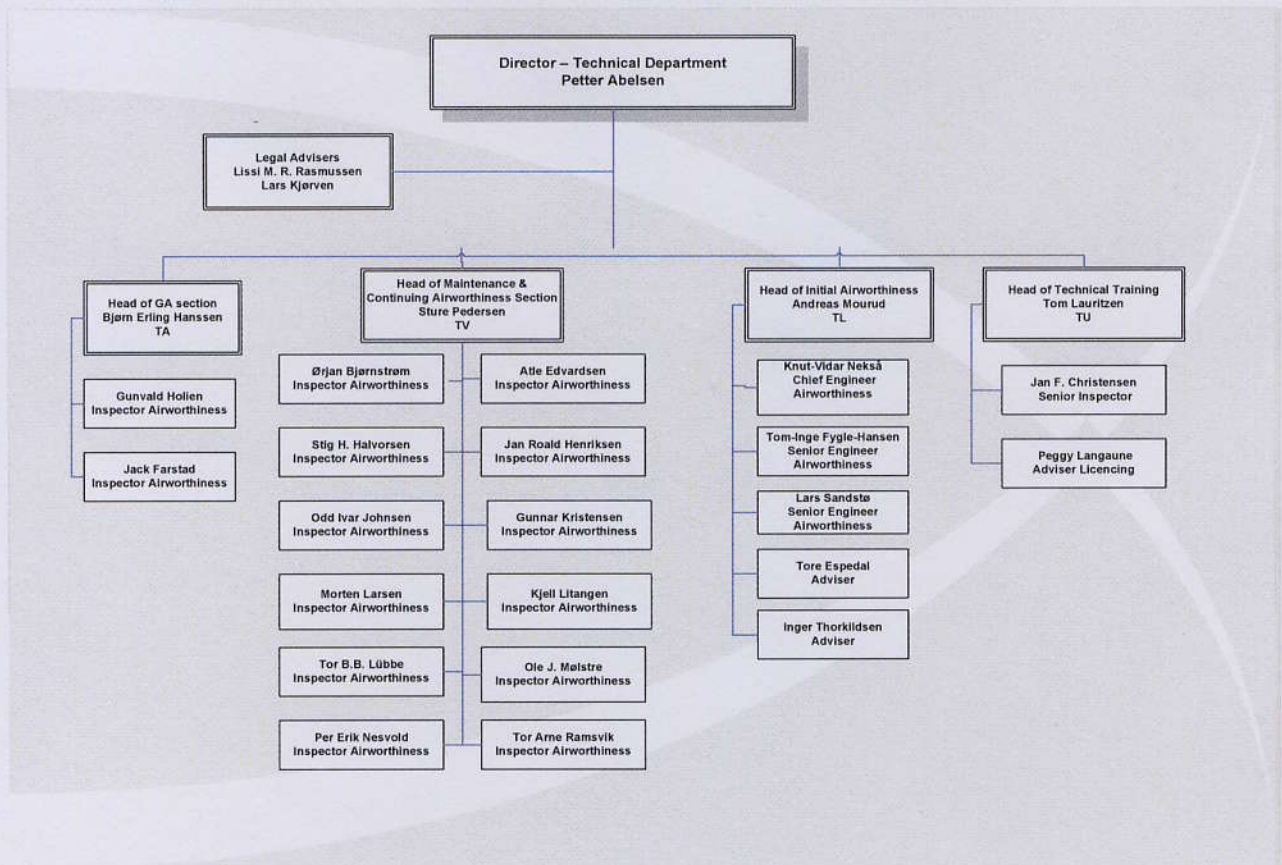 Director – Technical Department
Petter Abelsen
Legal Advisers
Lissi M. R. Rasmussen
Lars Kjørven
Head of GA section
Bjørn Erling Hanssen
TA
Gunvald Holien
Inspector Airworthiness
Jack Farstad
Inspector Airworthiness
Head of Maintenance &
Continuing Airworthiness Section
Sture Pedersen
TV
Ørjan Bjørnstrøm
Inspector Airworthiness
Atle Edvardsen
Inspector Airworthiness
Stig H. Halvorsen
Inspector Airworthiness
Jan Roald Henriksen
Inspector Airworthiness
Odd Ivar Johnsen
Inspector Airworthiness
Gunnar Kristensen
Inspector Airworthiness
Morten Larsen
Inspector Airworthiness
Kjell Litangen
Inspector Airworthiness
Tor B.B. Lübbe
Inspector Airworthiness
Ole J. Mølstre
Inspector Airworthiness
Per Erik Nesvold
Inspector Airworthiness
Tor Arne Ramsvik
Inspector Airworthiness
Head of Initial Airworthiness
Andreas Mourud
TL
Knut-Vidar Nekså
Chief Engineer
Airworthiness
Tom-Inge Fygle-Hansen
Senior Engineer
Airworthiness
Lars Sandstø
Senior Engineer
Airworthiness
Tore Espedal
Adviser
Inger Thorkildsen
Adviser
Head of Technical Training
Tom Lauritzen
TU
Jan F. Christensen
Senior Inspector
Peggy Langaune
Adviser Licencing